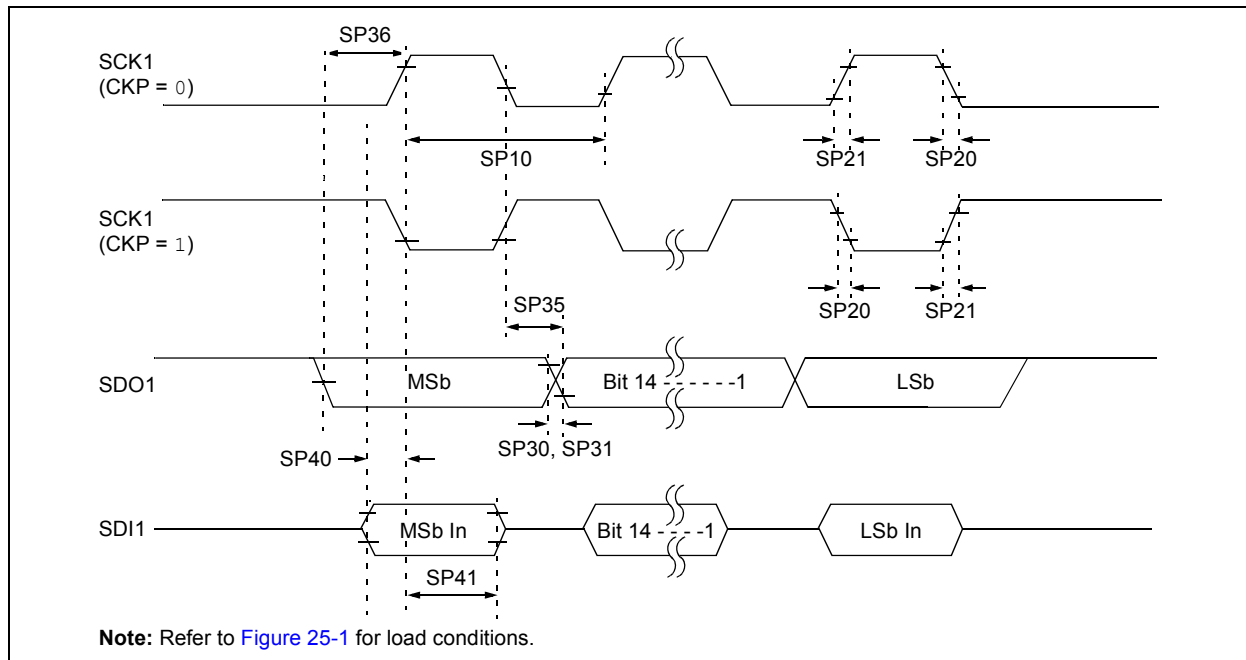 SP36
SCK1
(CKP = 0)
SP10
SP21
SP20
SCK1
(CKP = 1)
SP35
SP20
SP21
SDO1
MSb
Bit 14 - - - - - - -1
LSb
SP30, SP31
SP40
SDI1
MSb In
Bit 14 - - - - -1
LSb In
SP41
Note: Refer to Figure 25-1 for load conditions.